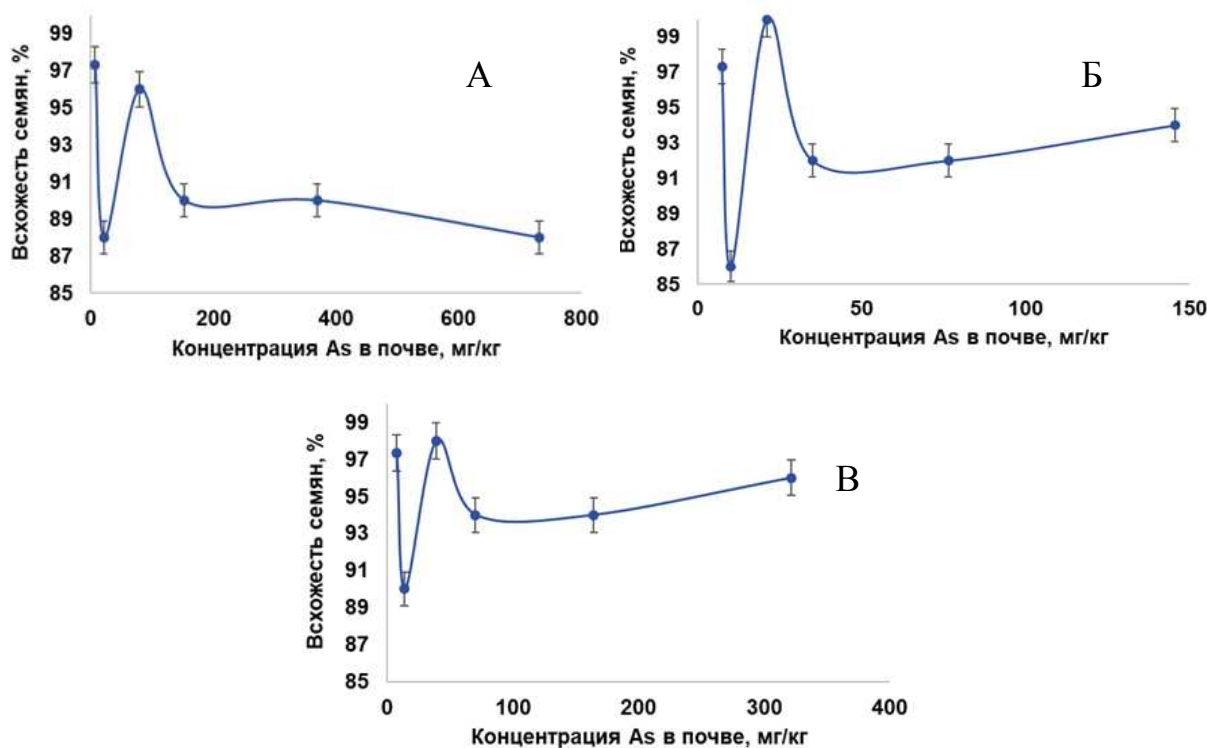 А
Всхожесть семян, %
99
97
95
93
91
89
87
85
0 200 400 600 800
Концентрация As в почве, мг/кг
Б
Всхожесть семян, %
99
97
95
93
91
89
87
85
0 50 100 150
Концентрация As в почве, мг/кг
В
Всхожесть семян, %
99
97
95
93
91
89
87
85
0 100 200 300 400
Концентрация As в почве, мг/кг